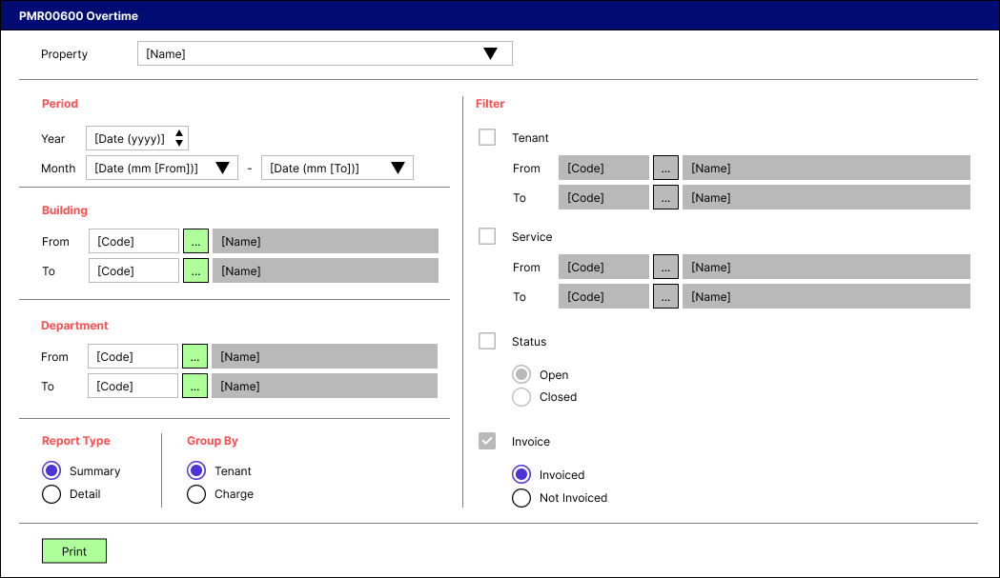 PMR00600 Overtime
Property [Name]
Period
Year [Date (yyyy)]
Month [Date (mm [From])] - [Date (mm [To])]
Building
From [Code] ... [Name]
To [Code] ... [Name]
Department
From [Code] ... [Name]
To [Code] ... [Name]
Report Type
Summary
Detail
Group By
Tenant
Charge
Filter
Tenant
From [Code] ... [Name]
To [Code] ... [Name]
Service
From [Code] ... [Name]
To [Code] ... [Name]
Status
Open
Closed
Invoice
Invoiced
Not Invoiced
Print